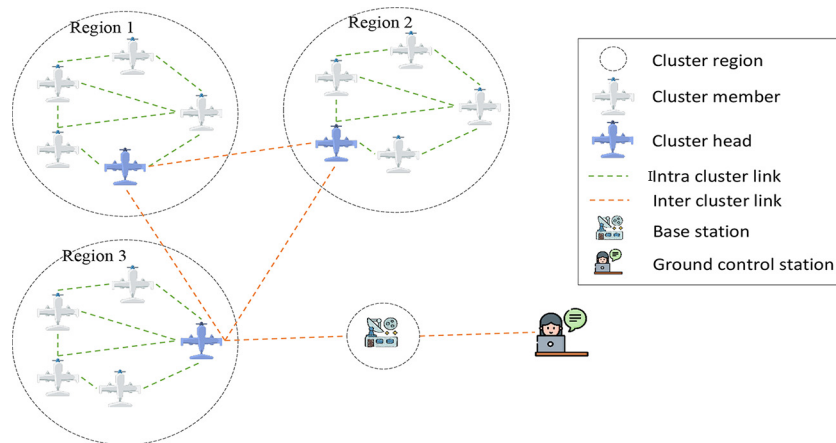 Region 1
Region 2
Region 3
Cluster region
Cluster member
Cluster head
IIntra cluster link
Inter cluster link
Base station
Ground control station